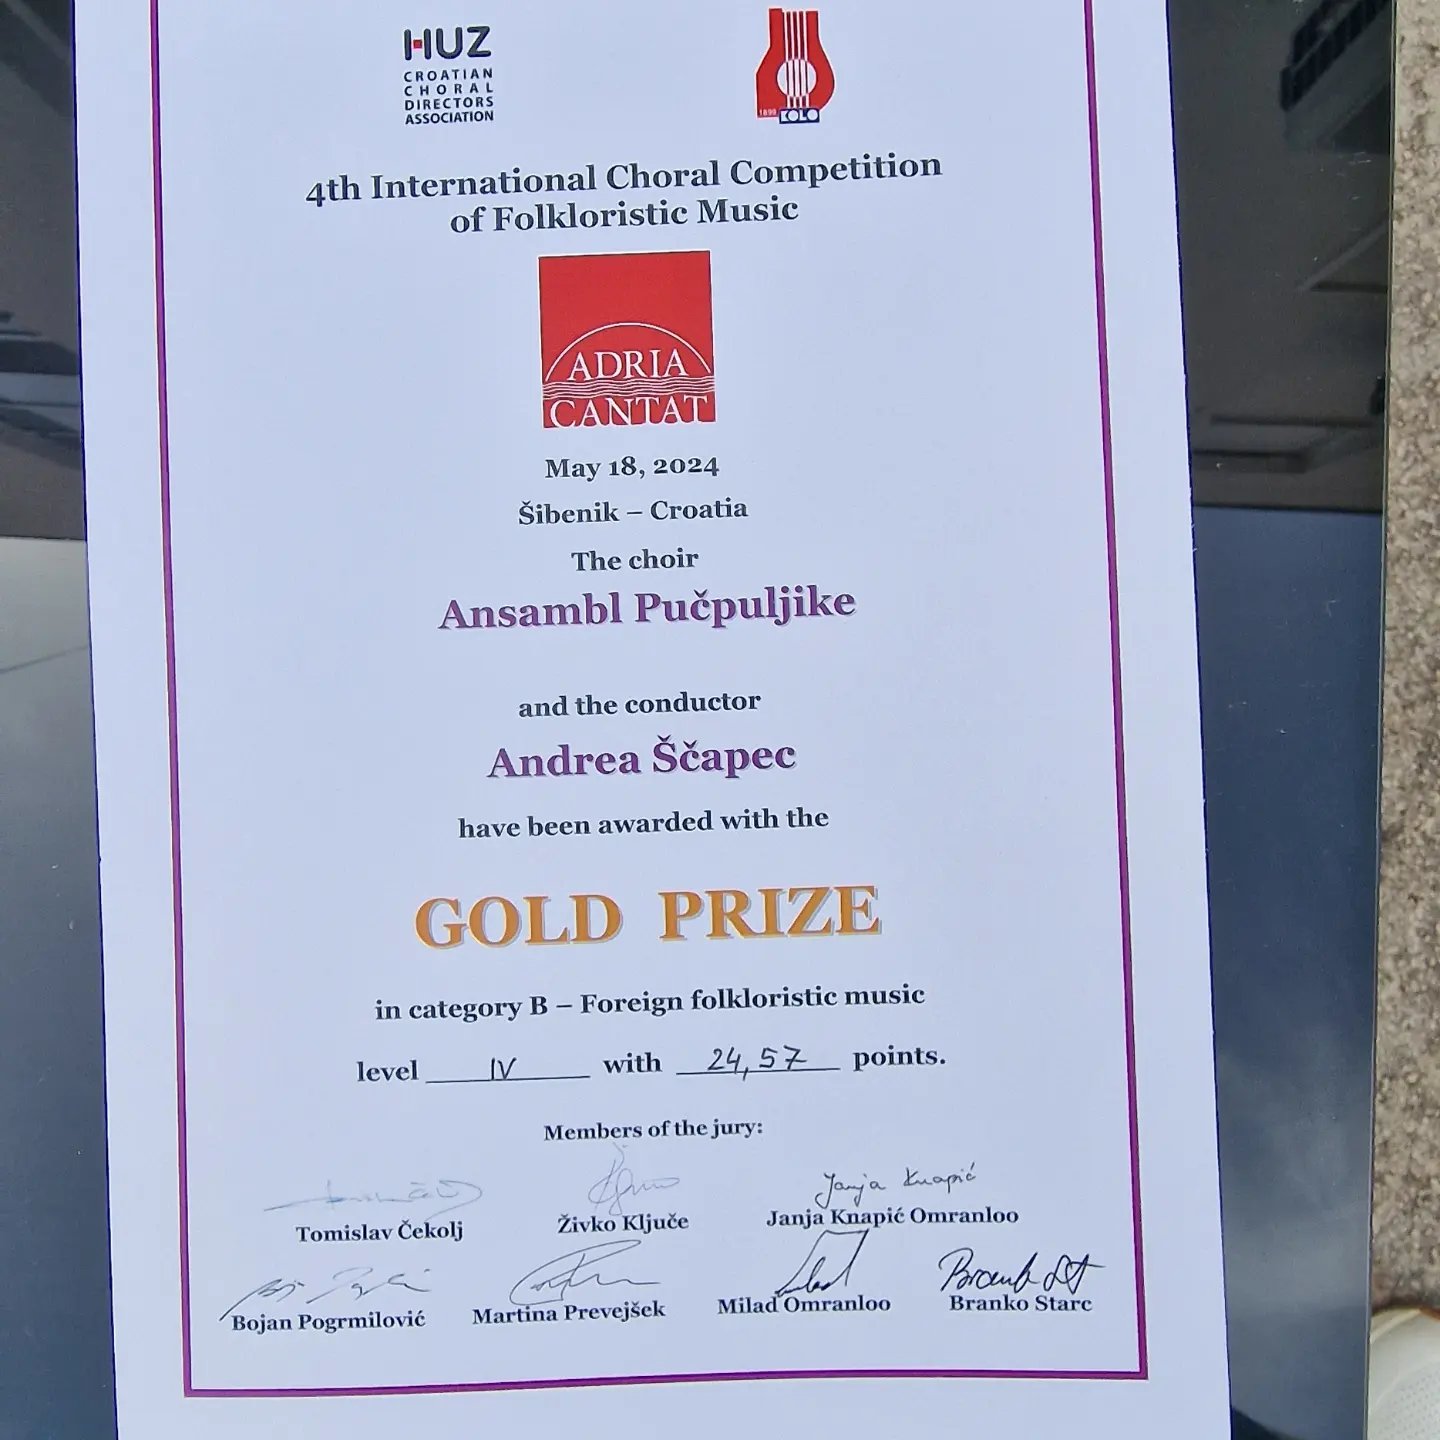 HUZ
CROATIAN
CHORAL
DIRECTORS
ASSOCIATION
1899 KOLO
4th International Choral Competition
of Folkloristic Music
ADRIA
CANTAT
May 18, 2024
Šibenik – Croatia
The choir
Ansambl Pučpuljike
and the conductor
Andrea Ščapec
have been awarded with the
GOLD PRIZE
in category B – Foreign folkloristic music
level IV with 24,57 points.
Members of the jury:
Janja Knapić
Tomislav Čekolj Živko Ključe Janja Knapić Omranloo
Bojan Pogrmilović Martina Prevejšek Milad Omranloo Branko Starc